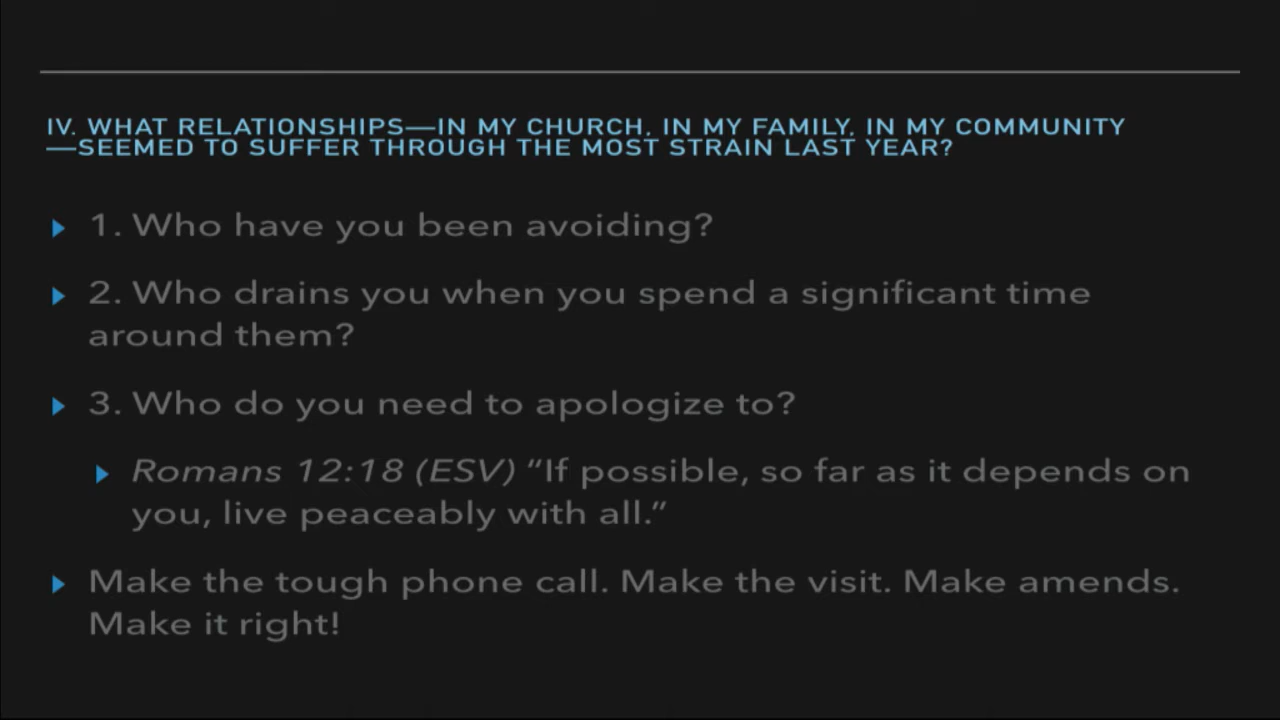 IV. WHAT RELATIONSHIPS—IN MY CHURCH, IN MY FAMILY, IN MY COMMUNITY
—SEEMED TO SUFFER THROUGH THE MOST STRAIN LAST YEAR?
1. Who have you been avoiding?
2. Who drains you when you spend a significant time
around them?
3. Who do you need to apologize to?
Romans 12:18 (ESV) “If possible, so far as it depends on
you, live peaceably with all.”
Make the tough phone call. Make the visit. Make amends.
Make it right!